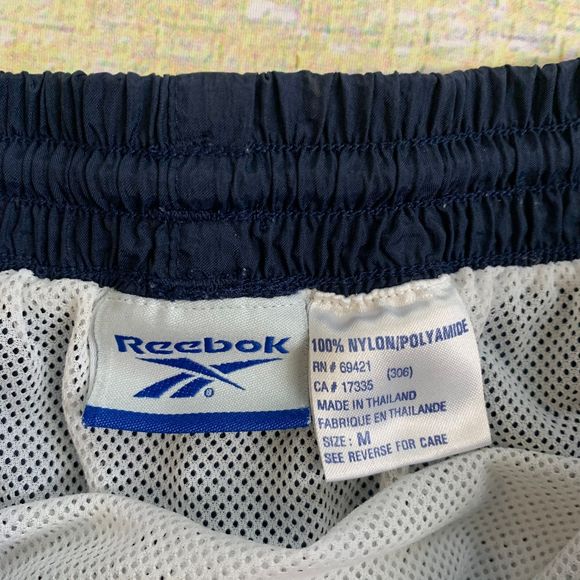 Reebok
®
100% NYLON/POLYAMIDE
RN # 69421 (306)
CA # 17335
MADE IN THAILAND
FABRIQUE EN THAILANDE
SIZE: M
SEE REVERSE FOR CARE